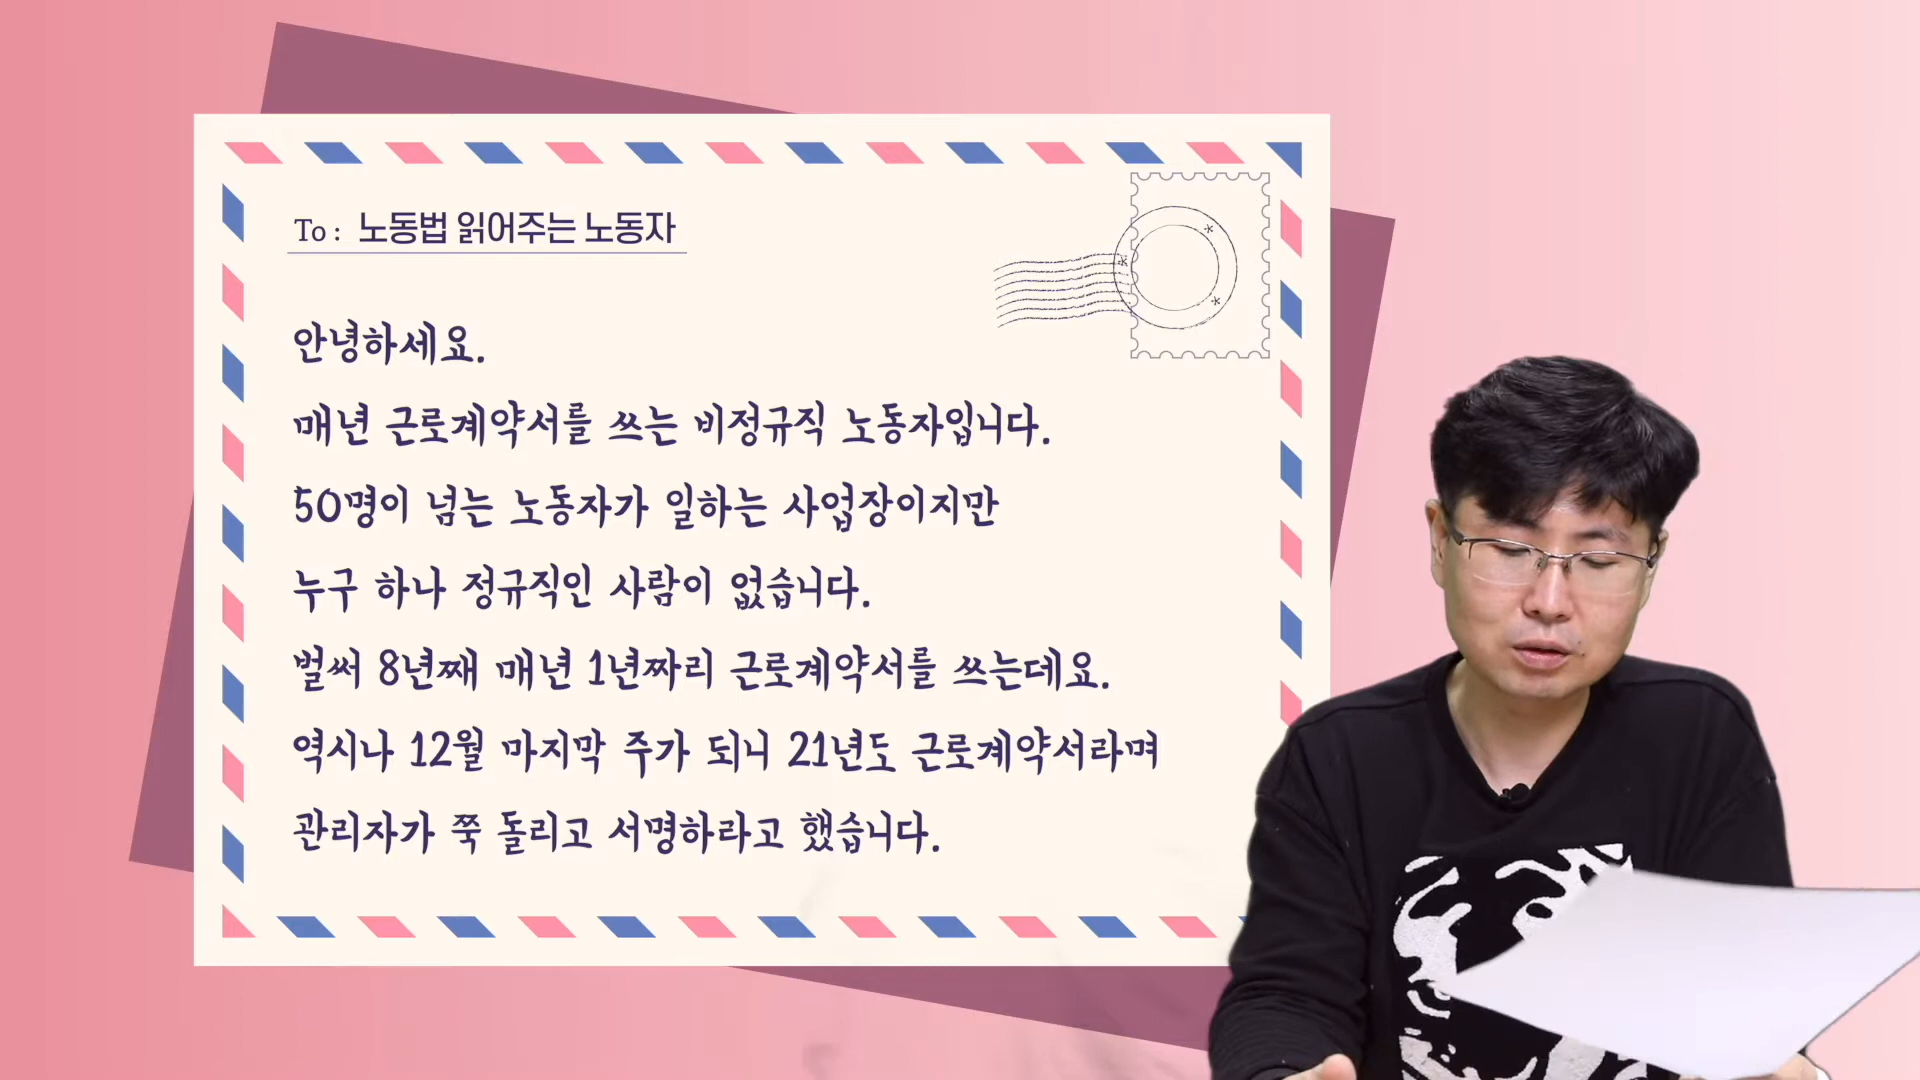 To : 노동법 읽어주는 노동자
안녕하세요.
매년 근로계약서를 쓰는 비정규직 노동자입니다.
50명이 넘는 노동자가 일하는 사업장이지만
누구 하나 정규직인 사람이 없습니다.
벌써 8년째 매년 1년짜리 근로계약서를 쓰는데요.
역시나 12월 마지막 주가 되니 21년도 근로계약서라며
관리자가 쭉 돌리고 서명하라고 했습니다.